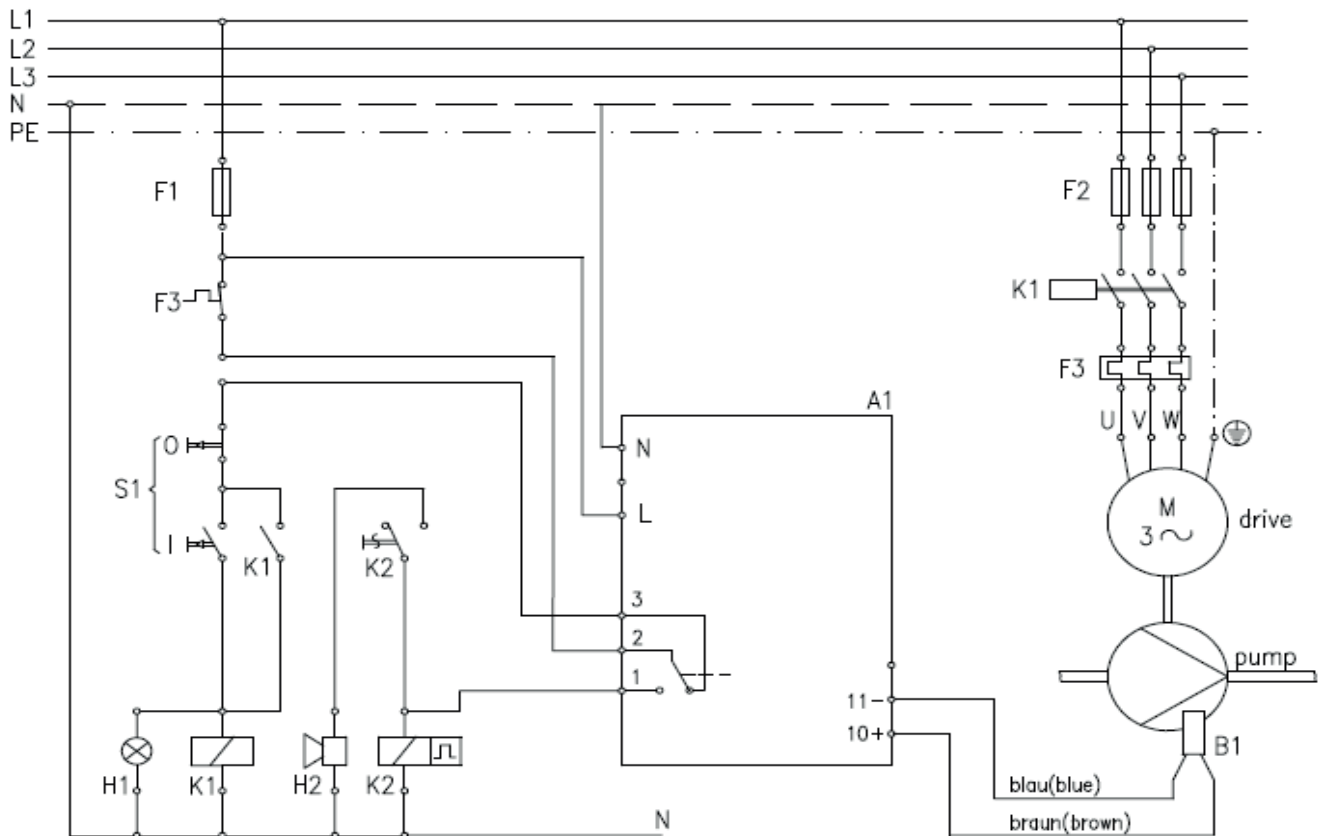 L1
L2
L3
N
PE
F1
F2
F3
K1
F3
A1
U V W
O
N
S1
L
M
3
drive
I
K1
K2
3
2
pump
1
11-
10+
B1
H1
K1
H2
K2
blau(blue)
N
braun(brown)